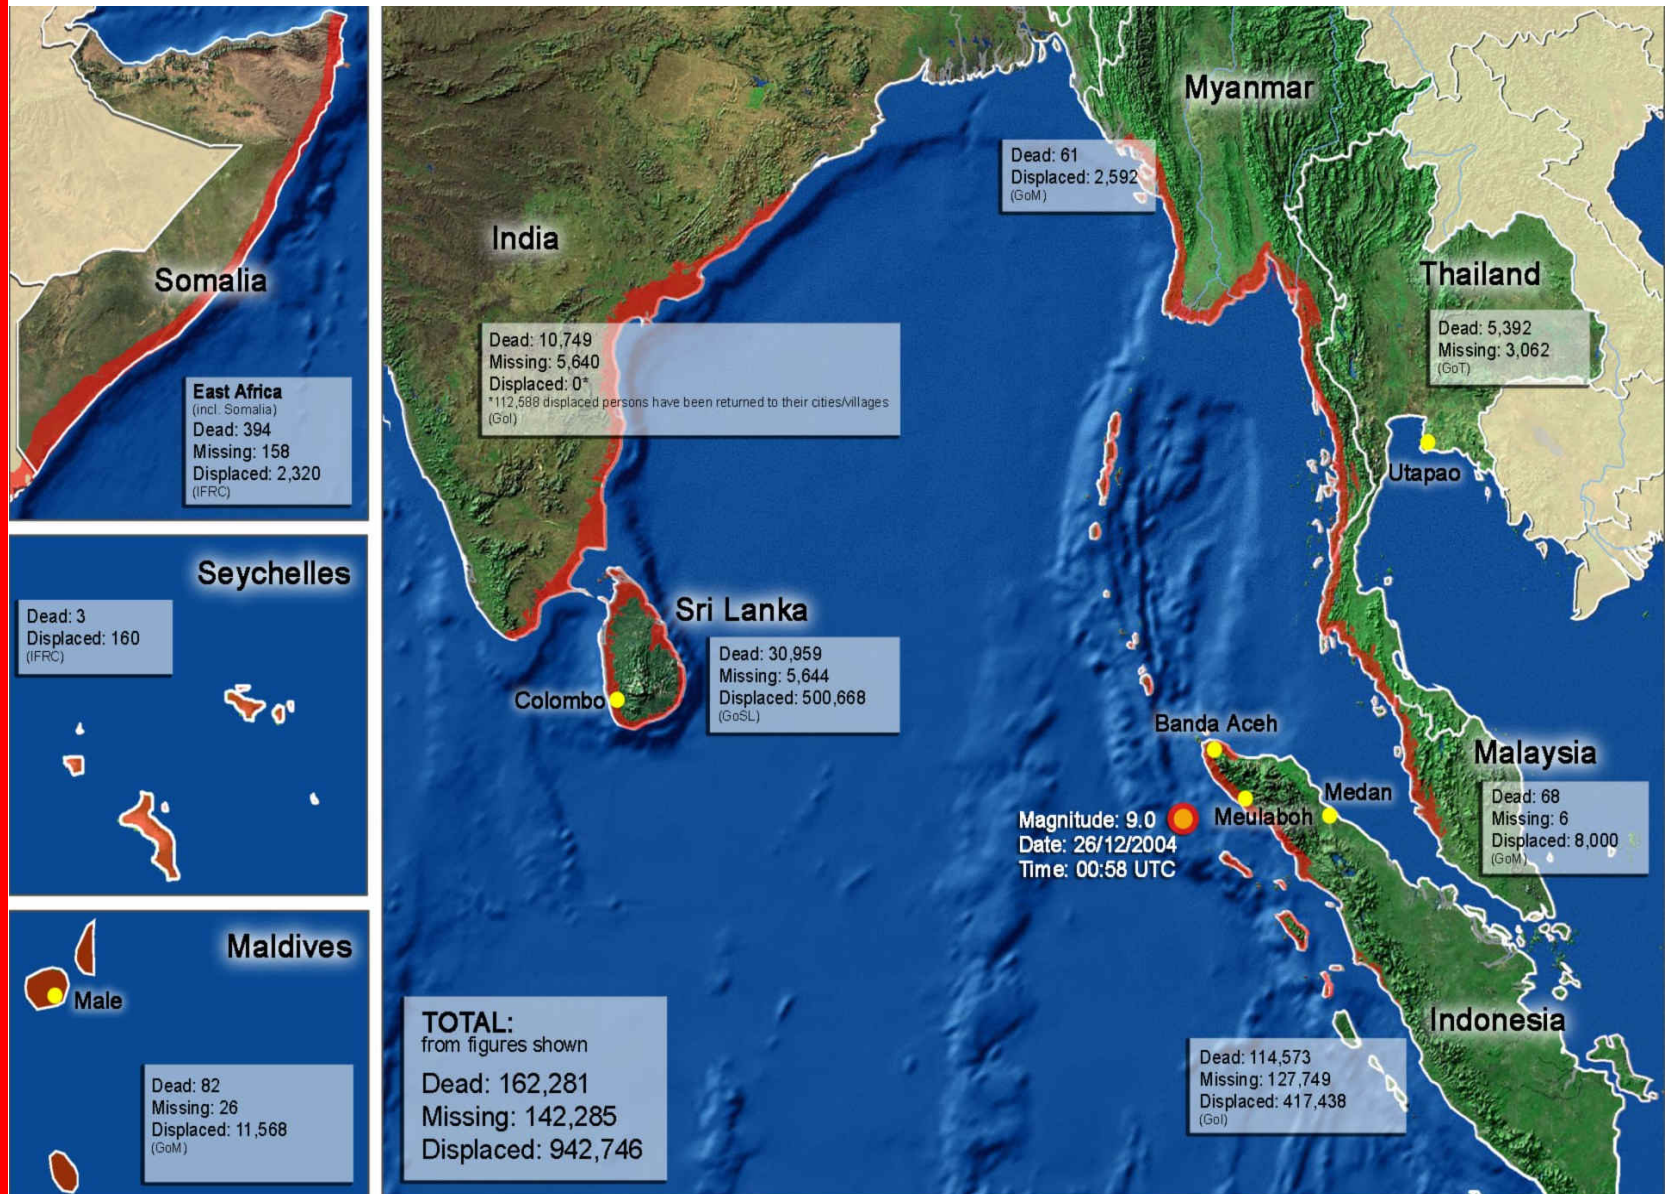 Somalia
East Africa
(incl. Somalia)
Dead: 394
Missing: 158
Displaced: 2,320
(IFRC)
Seychelles
Dead: 3
Displaced: 160
(IFRC)
Maldives
Male
Dead: 82
Missing: 26
Displaced: 11,568
(GoM)
India
Dead: 10,749
Missing: 5,640
Displaced: 0*
*112,588 displaced persons have been returned to their cities/villages
(GoI)
Myanmar
Dead: 61
Displaced: 2,592
(GoM)
Thailand
Dead: 5,392
Missing: 3,062
(GoT)
Utapao
Sri Lanka
Dead: 30,959
Missing: 5,644
Displaced: 500,668
(GoSL)
Colombo
Banda Aceh
Meulaboh
Medan
Magnitude: 9.0
Date: 26/12/2004
Time: 00:58 UTC
Malaysia
Dead: 68
Missing: 6
Displaced: 8,000
(GoM)
Indonesia
Dead: 114,573
Missing: 127,749
Displaced: 417,438
(GoI)
TOTAL:
from figures shown
Dead: 162,281
Missing: 142,285
Displaced: 942,746